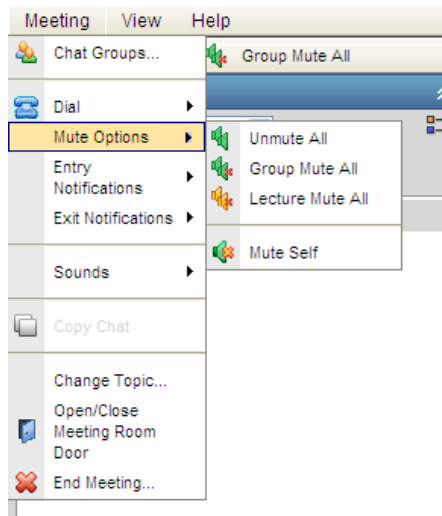 Meeting View Help
Chat Groups...
Group Mute All
Dial
Mute Options
Unmute All
Group Mute All
Lecture Mute All
Mute Self
Entry
Notifications
Exit Notifications
Sounds
Copy Chat
Change Topic...
Open/Close
Meeting Room
Door
End Meeting...